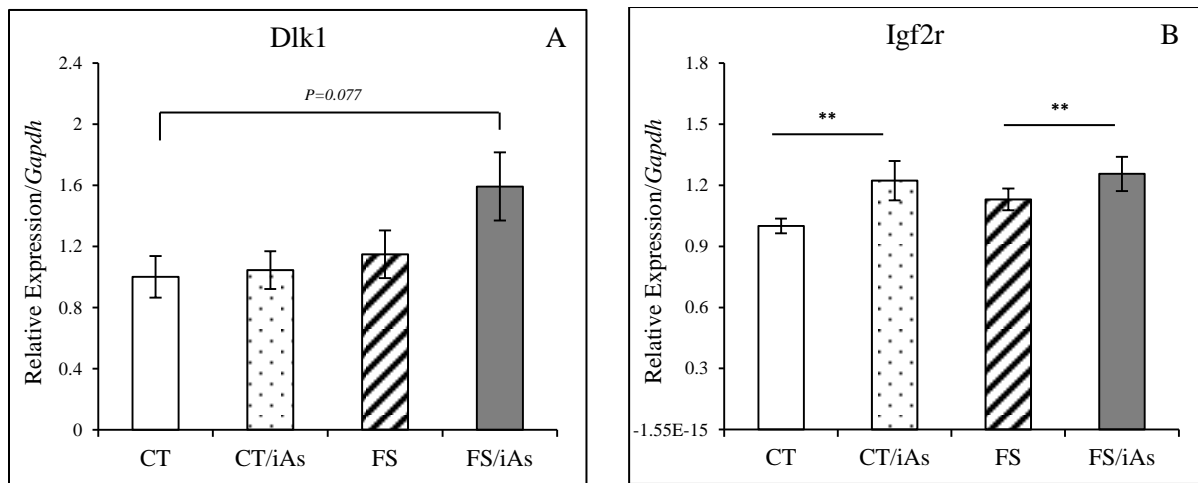 Dlk1
A
2.4
2
1.6
1.2
0.8
0.4
0
Relative Expression/Gapdh
P=0.077
CT
CT/iAs
FS
FS/iAs
Igf2r
B
1.8
1.5
1.2
0.9
0.6
0.3
-1.55E-15
Relative Expression/Gapdh
**
**
CT
CT/iAs
FS
FS/iAs